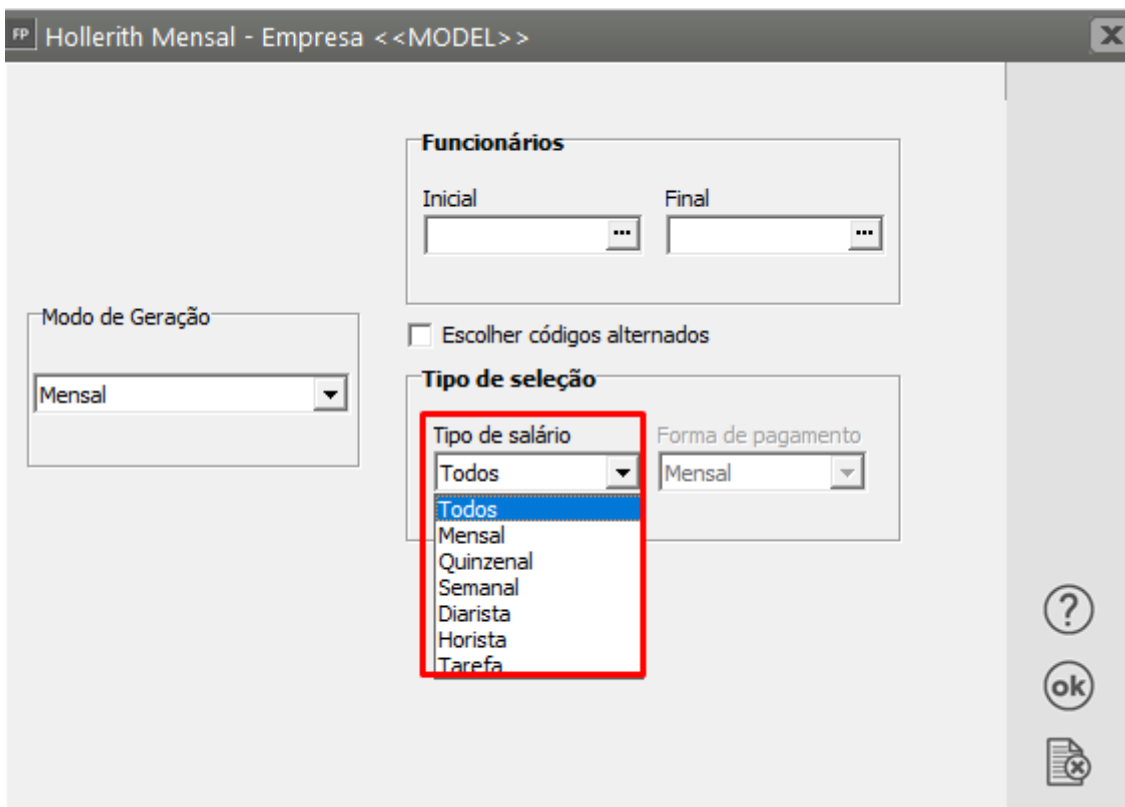 FP Hollerith Mensal - Empresa <<MODEL>>
Funcionários
Inicial Final
... ...
Modo de Geração
Mensal
Escolher códigos alternados
Tipo de seleção
Tipo de salário Forma de pagamento
Todos Mensal
Todos
Mensal
Quinzenal
Semanal
Diarista
Horista
Tarefa
?
ok